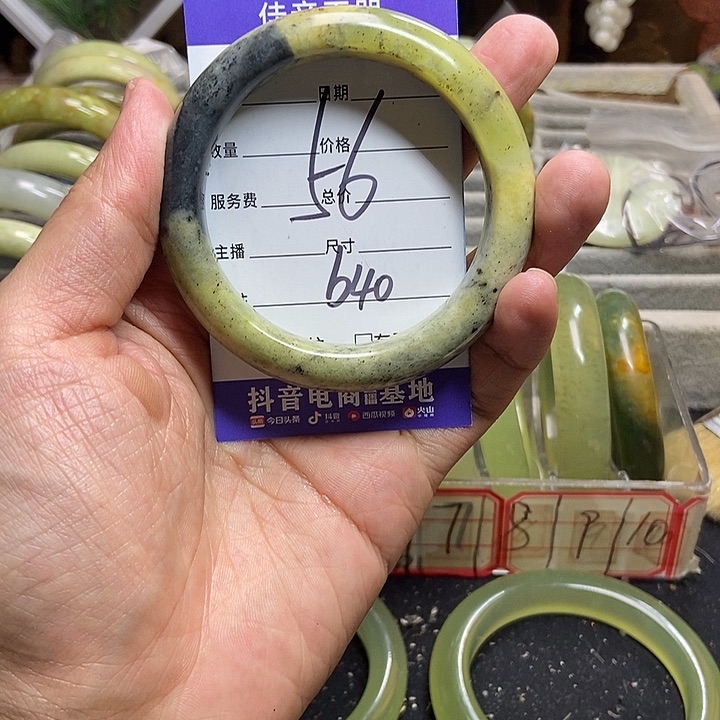 日期
数量 价格
56
服务费 总价
主播 尺寸
640
抖音电商 基地
今日头条 抖音 西瓜视频 火山
7 8 9 10